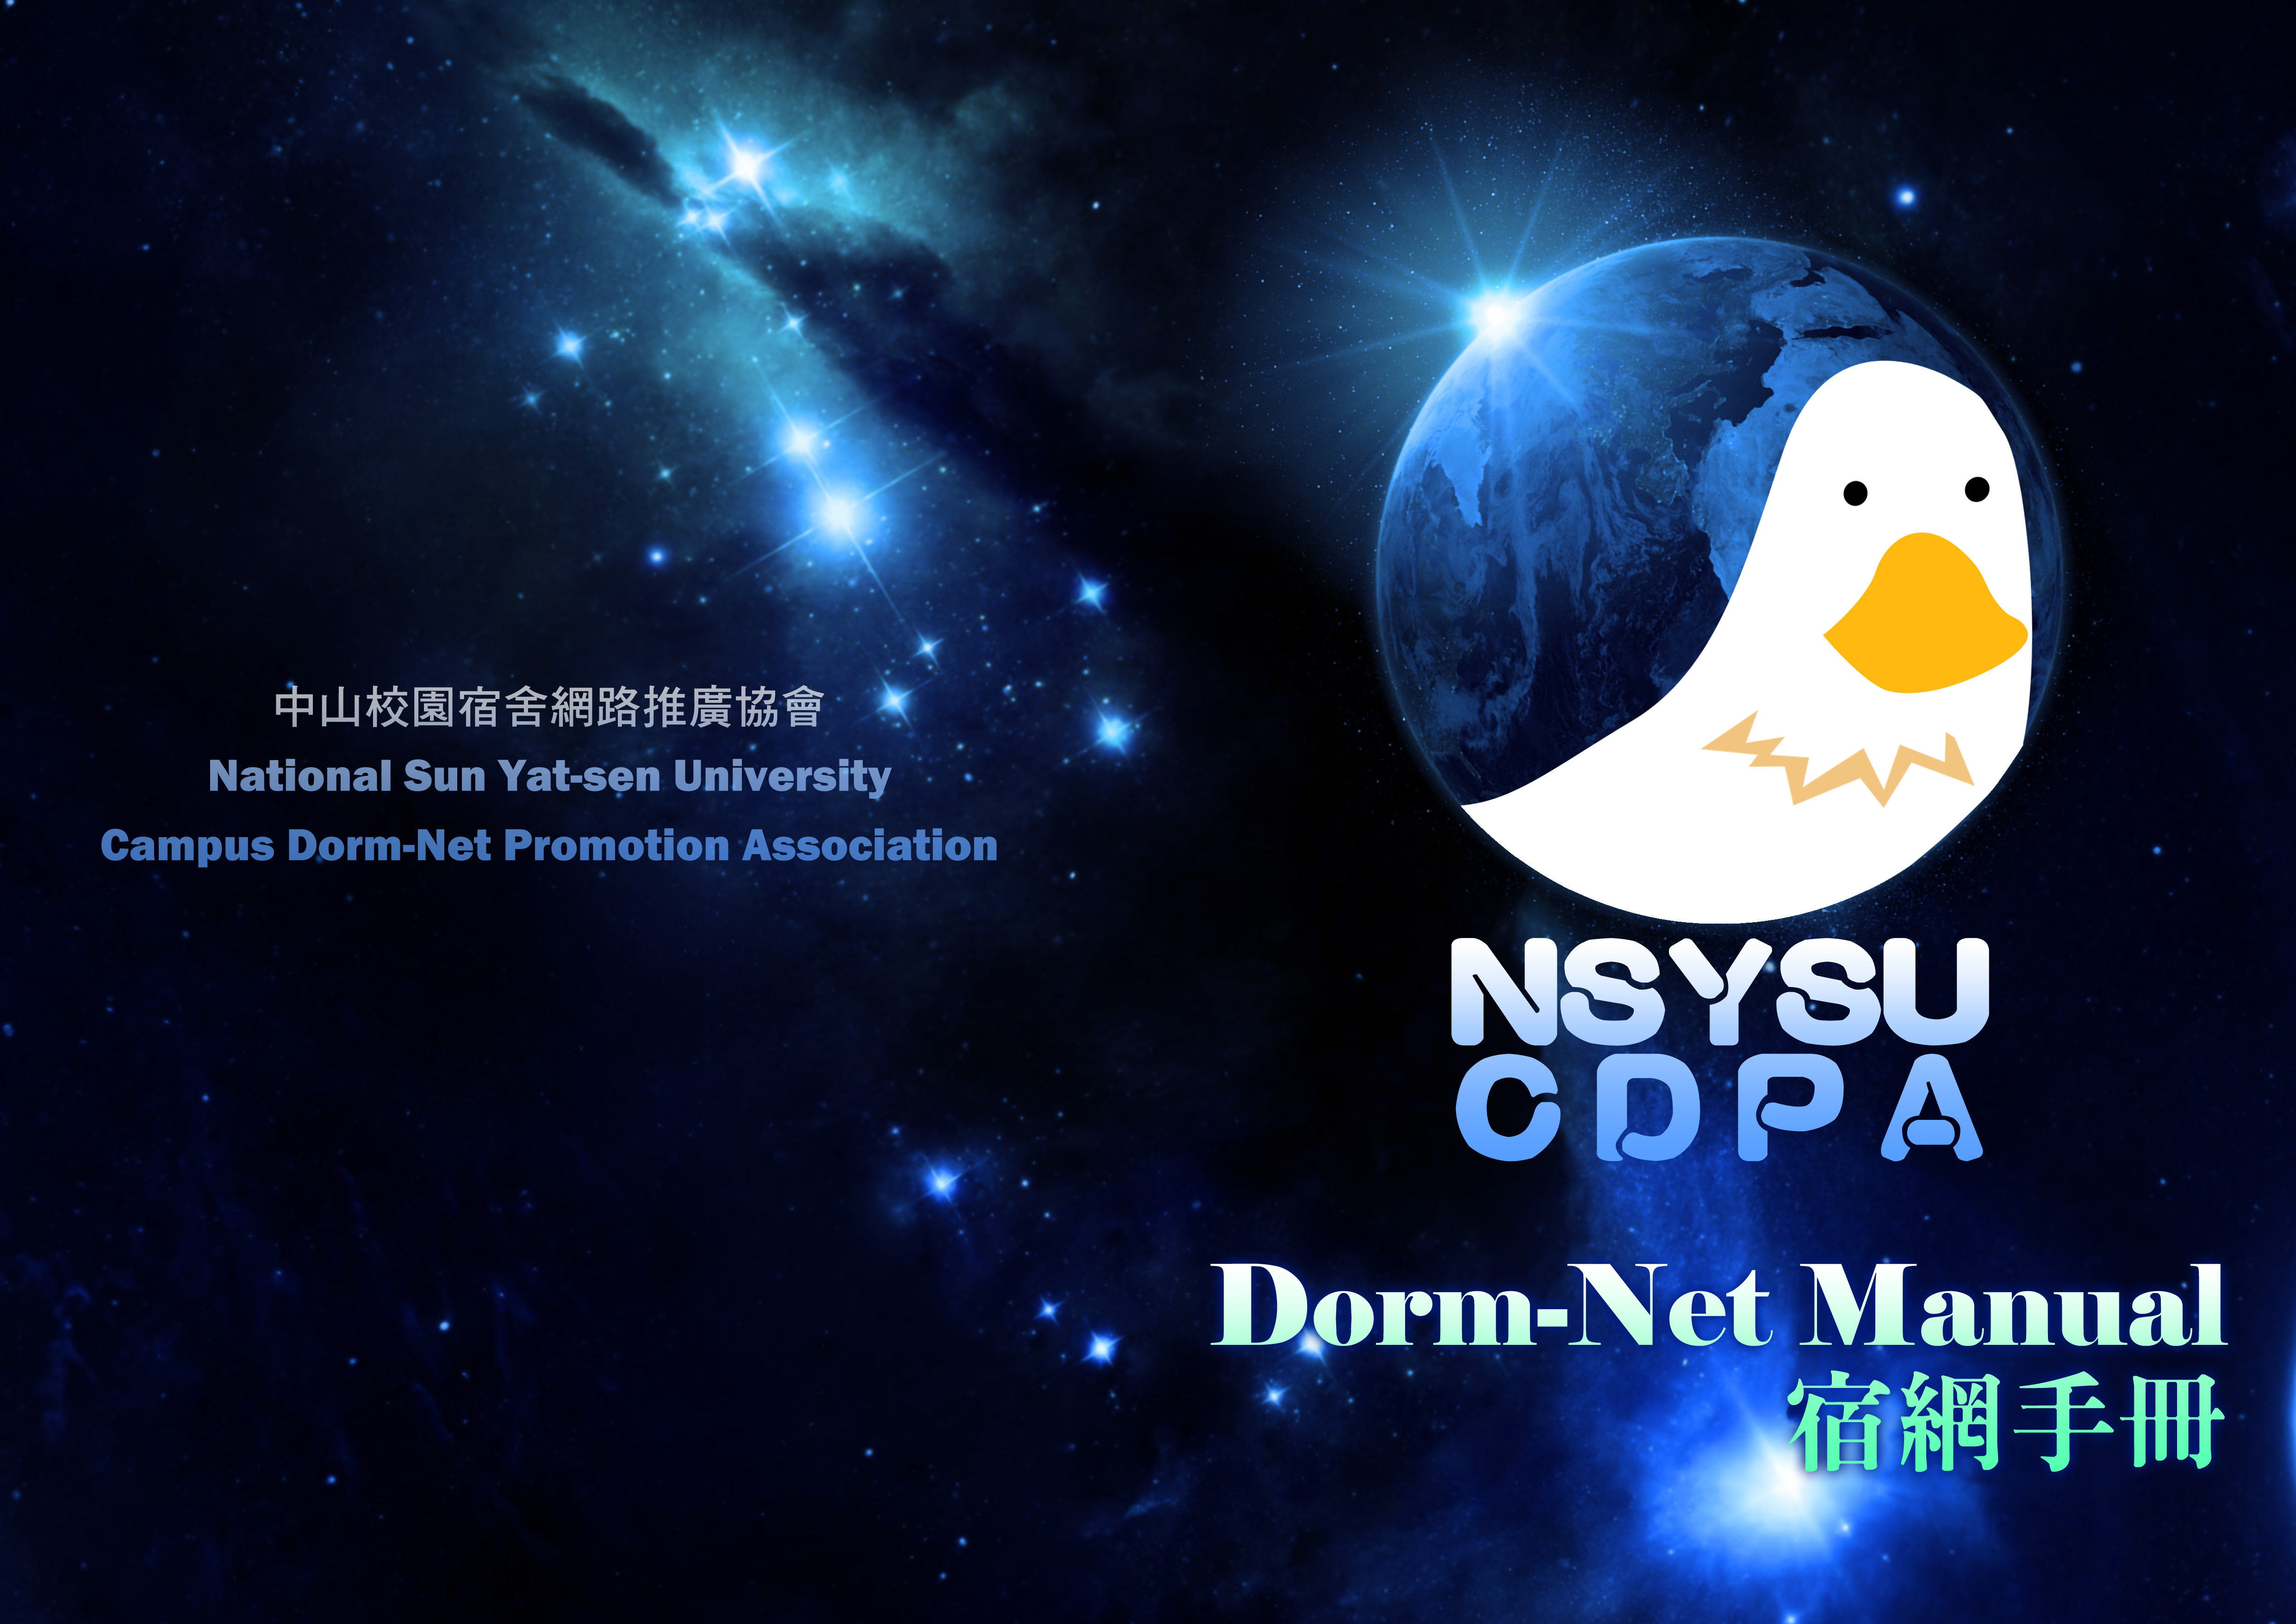 中山校園宿舍網路推廣協會
National Sun Yat-sen University
Campus Dorm-Net Promotion Association
NSYSU
CDPA
Dorm-Net Manual
宿網手冊